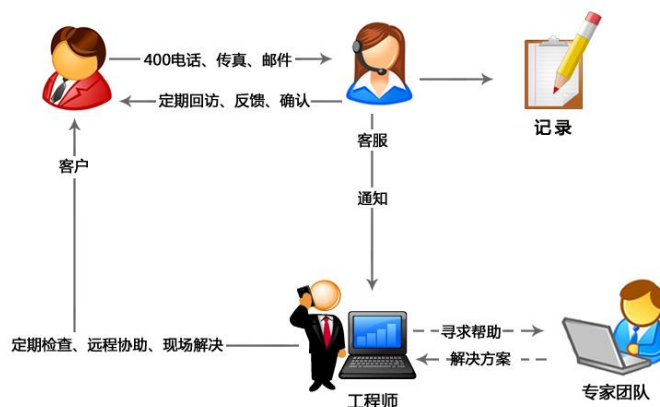 400电话、传真、邮件
定期回访、反馈、确认
记录
客服
客户
通知
寻求帮助
定期检查、远程协助、现场解决
解决方案
工程师
专家团队